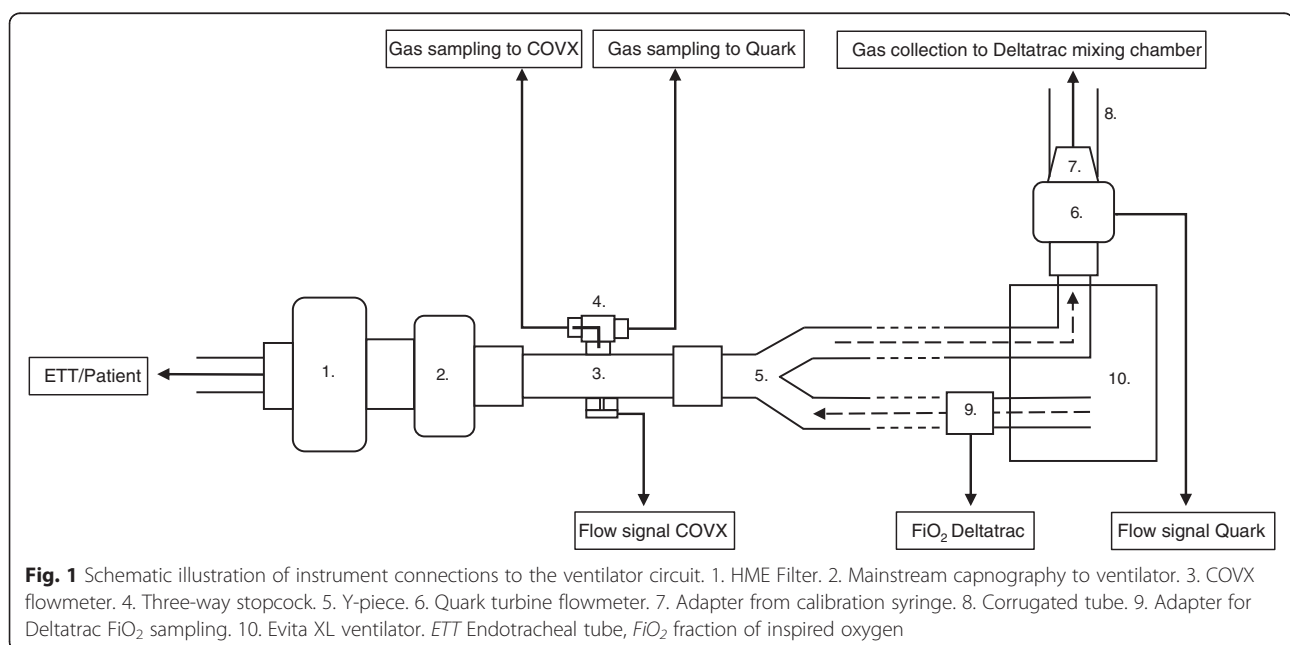 Gas sampling to COVX
Gas sampling to Quark
Gas collection to Deltatrac mixing chamber
8.
7.
6.
4.
ETT/Patient
1.
2.
3.
5.
10.
9.
Flow signal COVX
FiO2 Deltatrac
Flow signal Quark
Fig. 1 Schematic illustration of instrument connections to the ventilator circuit. 1. HME Filter. 2. Mainstream capnography to ventilator. 3. COVX
flowmeter. 4. Three-way stopcock. 5. Y-piece. 6. Quark turbine flowmeter. 7. Adapter from calibration syringe. 8. Corrugated tube. 9. Adapter for
Deltatrac FiO2 sampling. 10. Evita XL ventilator. ETT Endotracheal tube, FiO2 fraction of inspired oxygen